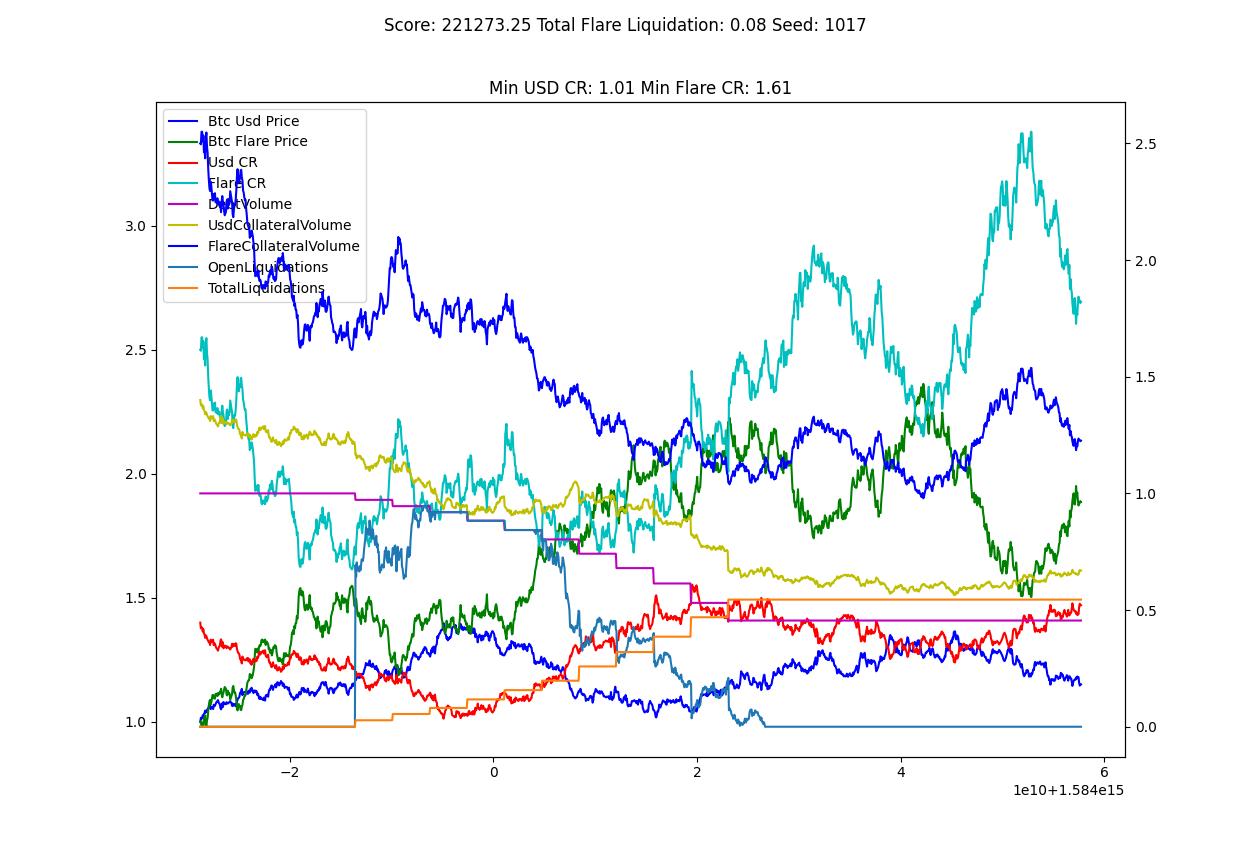 Score: 221273.25 Total Flare Liquidation: 0.08 Seed: 1017
Min USD CR: 1.01 Min Flare CR: 1.61
Btc Usd Price
Btc Flare Price
Usd CR
Flare CR
DebtVolume
UsdCollateralVolume
FlareCollateralVolume
OpenLiquidations
TotalLiquidations
3.0
2.5
2.0
1.5
1.0
2.5
2.0
1.5
1.0
0.5
0.0
−2
0
2
4
6
1e10+1.584e15